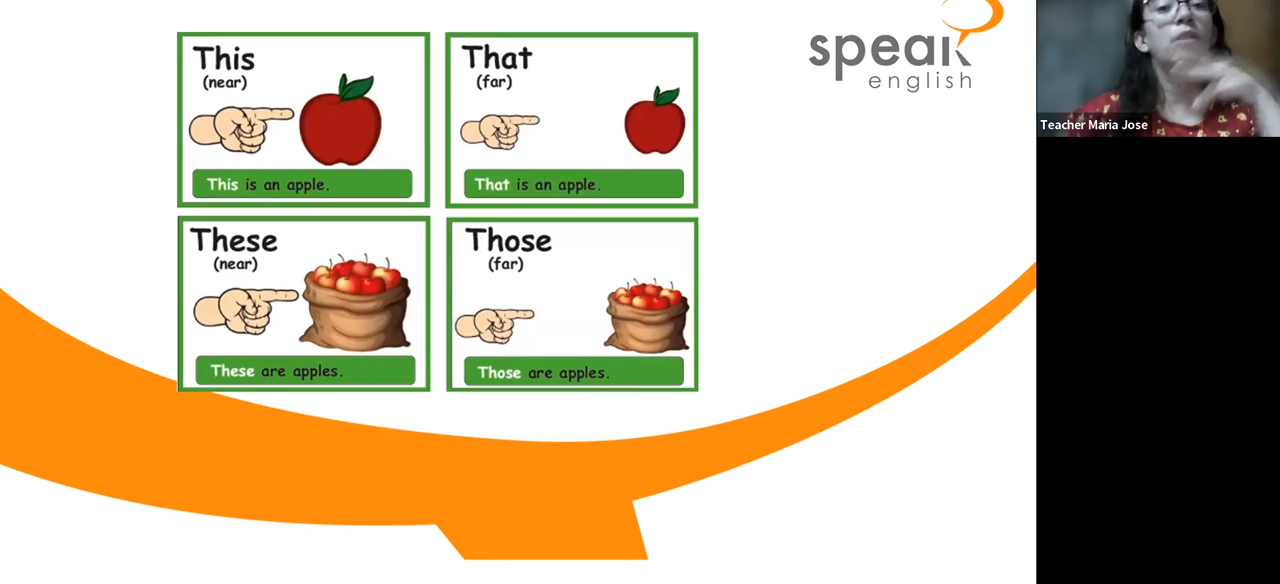 This
(near)
This is an apple.
That
(far)
That is an apple.
These
(near)
These are apples.
Those
(far)
Those are apples.
speak
english
Teacher Maria Jose